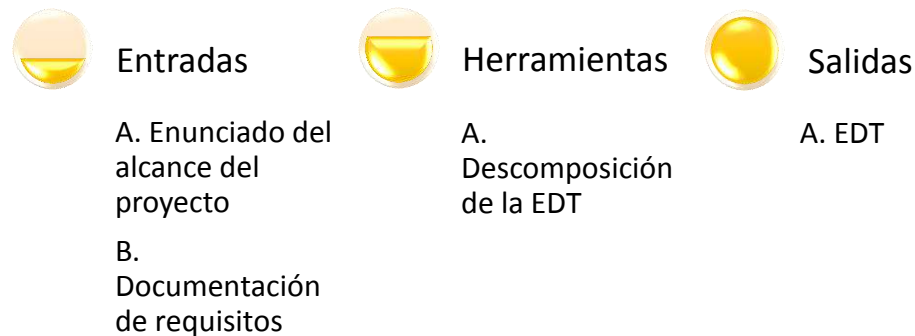 Entradas
A. Enunciado del
alcance del
proyecto
B.
Documentación
de requisitos
Herramientas
A.
Descomposición
de la EDT
Salidas
A. EDT